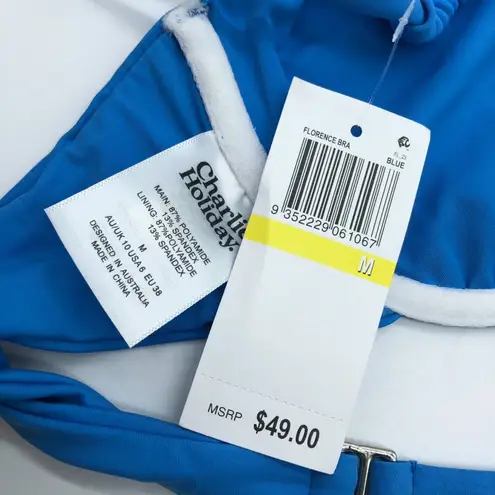 Charlie
Holiday.
MAIN: 87% POLYAMIDE
13% SPANDEX
LINING: 87%POLYAMIDE
13% SPANDEX
M
AU/UK 10 USA 6 EU 38
DESIGNED IN AUSTRALIA
MADE IN CHINA
FLORENCE BRA
BLUE
9 352229 061067
M
MSRP $49.00